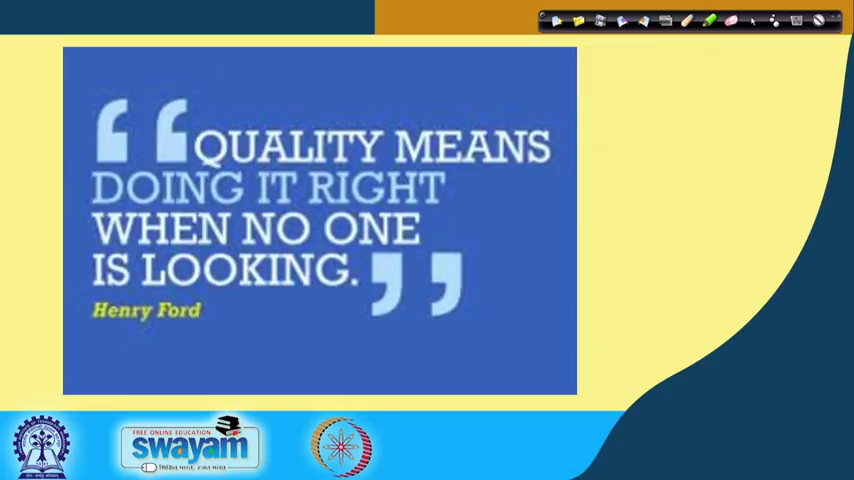 QUALITY MEANS
DOING IT RIGHT
WHEN NO ONE
IS LOOKING.
Henry Ford
FREE ONLINE EDUCATION
swayam